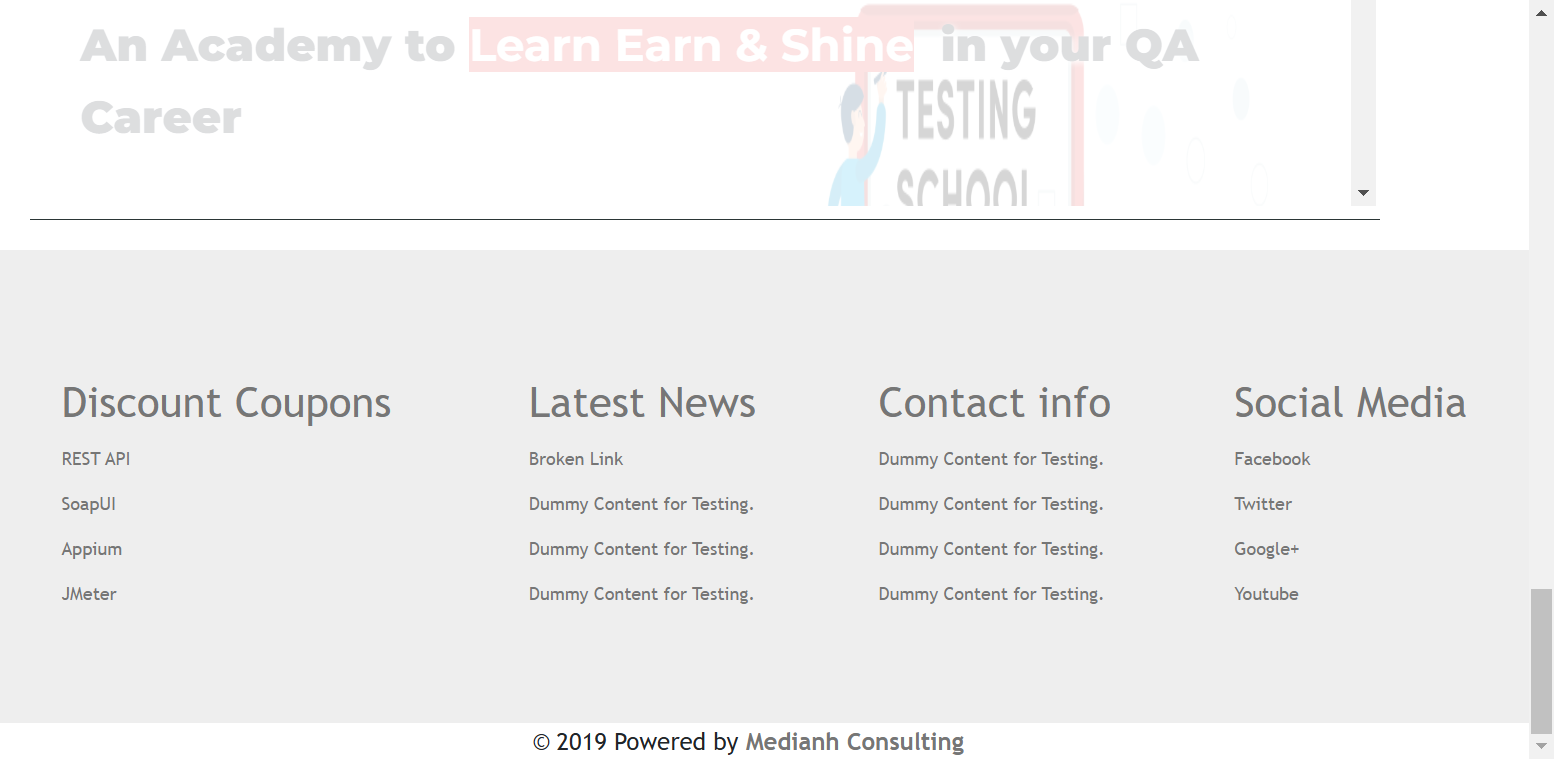 An Academy to Learn Earn & Shine in your QA
Career
TESTING
SCHOOL
Discount Coupons
REST API
SoapUI
Appium
JMeter
Latest News
Broken Link
Dummy Content for Testing.
Dummy Content for Testing.
Dummy Content for Testing.
Contact info
Dummy Content for Testing.
Dummy Content for Testing.
Dummy Content for Testing.
Dummy Content for Testing.
Social Media
Facebook
Twitter
Google+
Youtube
© 2019 Powered by Medianh Consulting